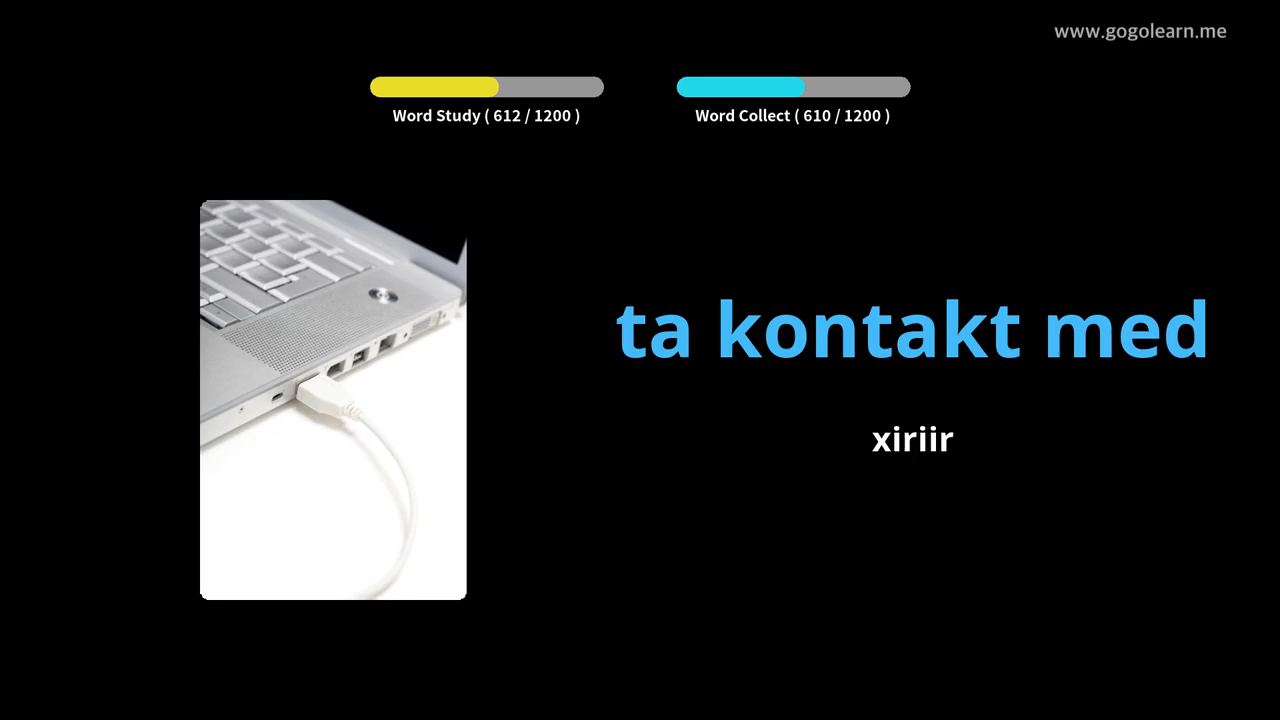 www.gogolearn.me
Word Study ( 612 / 1200 )
Word Collect ( 610 / 1200 )
ta kontakt med
xiriir